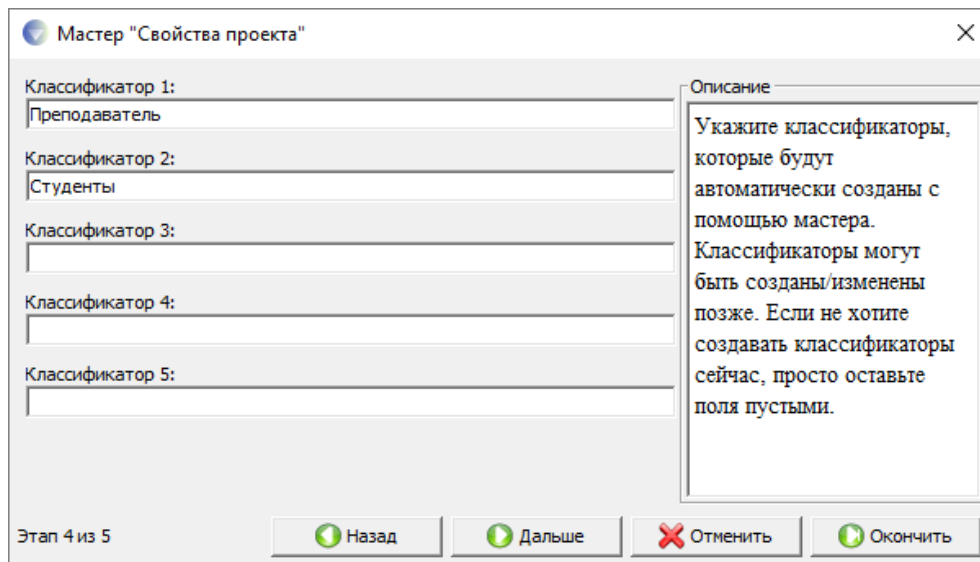 Мастер "Свойства проекта"
Классификатор 1:
Преподаватель
Классификатор 2:
Студенты
Классификатор 3:
Классификатор 4:
Классификатор 5:
Описание
Укажите классификаторы,
которые будут
автоматически созданы с
помощью мастера.
Классификаторы могут
быть созданы/изменены
позже. Если не хотите
создавать классификаторы
сейчас, просто оставьте
поля пустыми.
Этап 4 из 5
Назад
Дальше
Отменить
Окончить